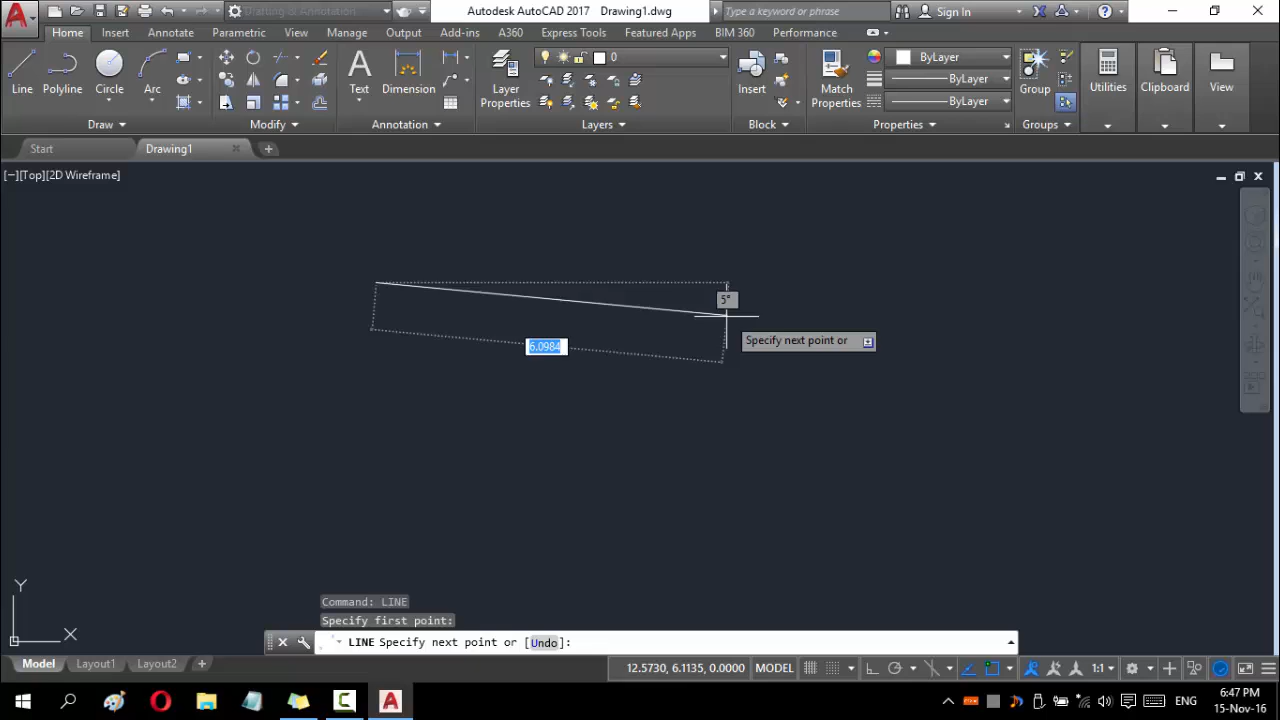 Drafting & Annotation
Autodesk AutoCAD 2017 Drawing1.dwg
Type a keyword or phrase
Sign In
Home Insert Annotate Parametric View Manage Output Add-ins A360 Express Tools Featured Apps BIM 360 Performance
Line Polyline Circle Arc
Text Dimension
Layer Properties
0
Insert
Match Properties
ByLayer
ByLayer
ByLayer
Group
Utilities Clipboard View
Draw Modify Annotation Layers Block Properties Groups
Start Drawing1
[−][Top][2D Wireframe]
5°
Specify next point or
6.0984
Y
X
Command: LINE
Specify first point:
LINE Specify next point or [Undo]:
Model Layout1 Layout2
12.5730, 6.1135, 0.0000 MODEL 1:1
ENG
6:47 PM
15-Nov-16